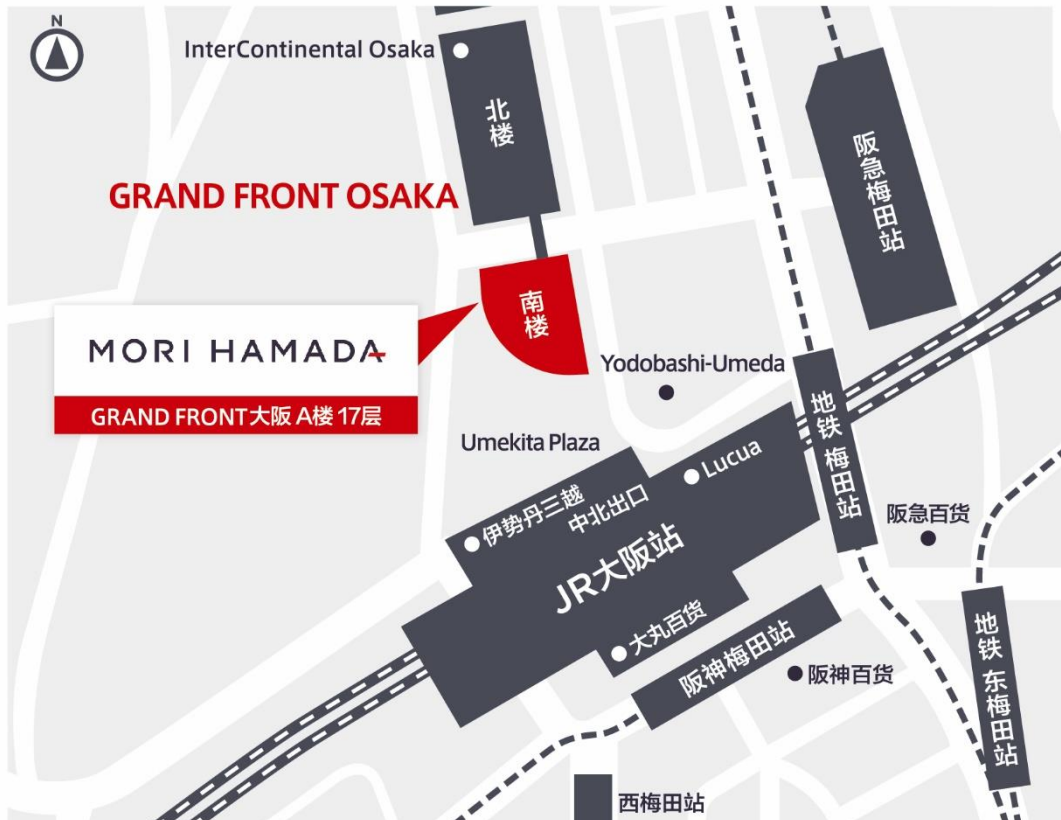 N
InterContinental Osaka
北楼
阪急梅田站
GRAND FRONT OSAKA
南楼
MORI HAMADA
GRAND FRONT大阪 A楼 17层
Yodobashi-Umeda
地铁 梅田站
Umekita Plaza
Lucua
伊势丹三越
中北出口
阪急百货
JR大阪站
大丸百货
阪神梅田站
阪神百货
地铁 东梅田站
西梅田站